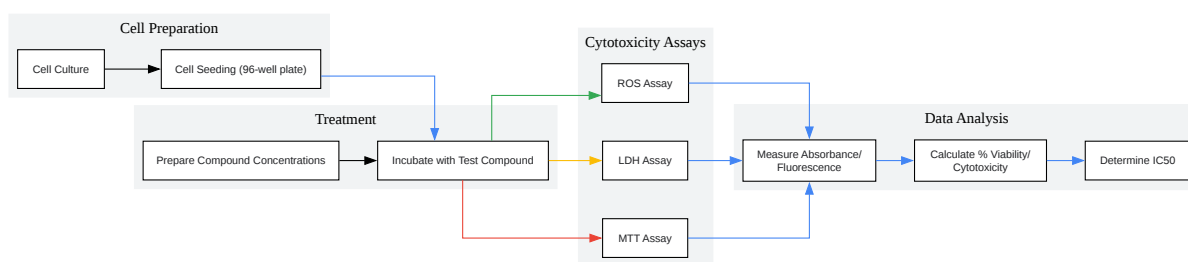 Cell Preparation
Cell Culture
Cell Seeding (96-well plate)
Treatment
Prepare Compound Concentrations
Incubate with Test Compound
Cytotoxicity Assays
ROS Assay
LDH Assay
MTT Assay
Data Analysis
Measure Absorbance/
Fluorescence
Calculate % Viability/
Cytotoxicity
Determine IC50